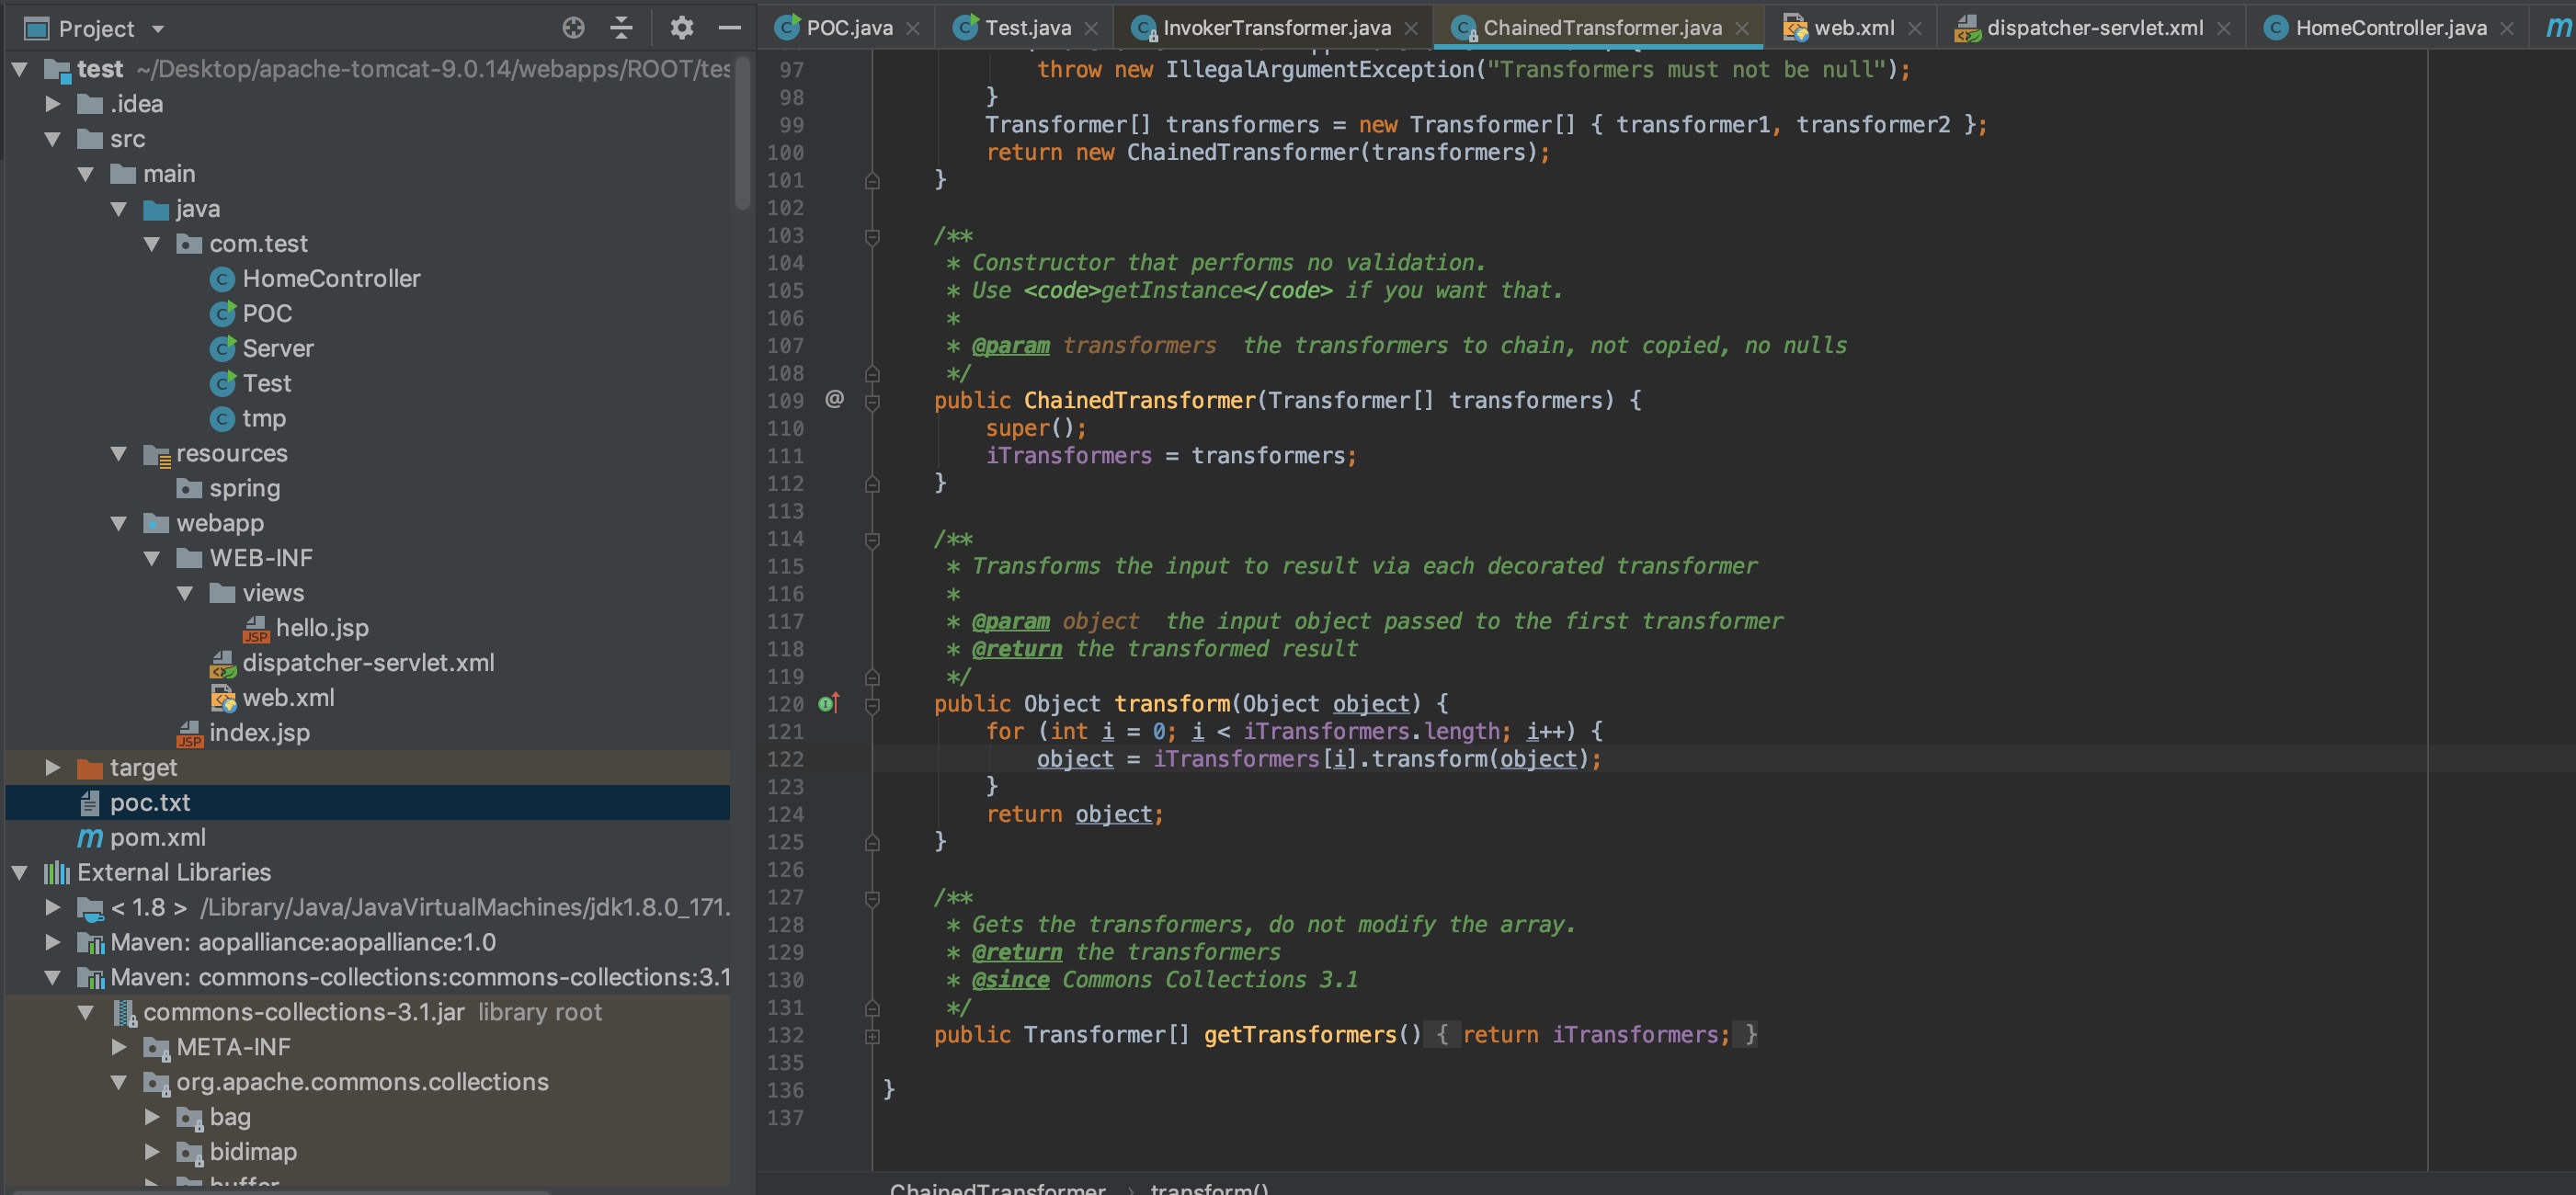 Project
test ~/Desktop/apache-tomcat-9.0.14/webapps/ROOT/tes
.idea
src
main
java
com.test
HomeController
POC
Server
Test
tmp
resources
spring
webapp
WEB-INF
views
hello.jsp
dispatcher-servlet.xml
web.xml
index.jsp
target
poc.txt
pom.xml
External Libraries
< 1.8 > /Library/Java/JavaVirtualMachines/jdk1.8.0_171.
Maven: aopalliance:aopalliance:1.0
Maven: commons-collections:commons-collections:3.1
commons-collections-3.1.jar library root
META-INF
org.apache.commons.collections
bag
bidimap
buffer
POC.java Test.java InvokerTransformer.java ChainedTransformer.java web.xml dispatcher-servlet.xml HomeController.java
97 throw new IllegalArgumentException("Transformers must not be null");
98 }
99 Transformer[] transformers = new Transformer[] { transformer1, transformer2 };
100 return new ChainedTransformer(transformers);
101 }
102
103 /**
104 * Constructor that performs no validation.
105 * Use <code>getInstance</code> if you want that.
106 *
107 * @param transformers the transformers to chain, not copied, no nulls
108 */
109 @ public ChainedTransformer(Transformer[] transformers) {
110 super();
111 iTransformers = transformers;
112 }
113
114 /**
115 * Transforms the input to result via each decorated transformer
116 *
117 * @param object the input object passed to the first transformer
118 * @return the transformed result
119 */
120 public Object transform(Object object) {
121 for (int i = 0; i < iTransformers.length; i++) {
122 object = iTransformers[i].transform(object);
123 }
124 return object;
125 }
126
127 /**
128 * Gets the transformers, do not modify the array.
129 * @return the transformers
130 * @since Commons Collections 3.1
131 */
132 public Transformer[] getTransformers() { return iTransformers; }
135
136 }
137
ChainedTransformer › transform()